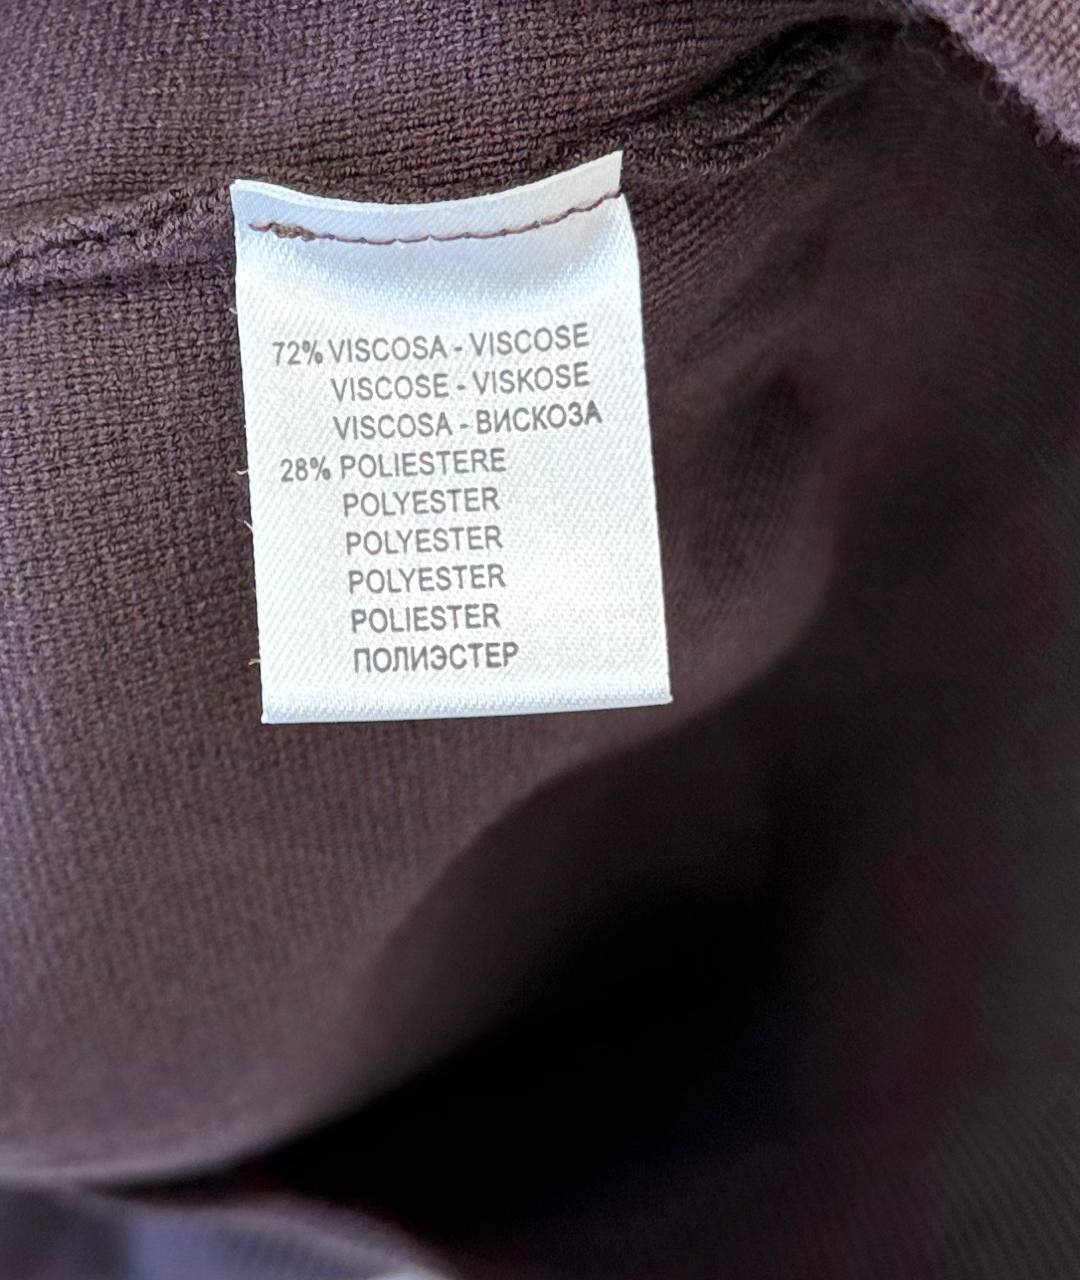 72% VISCOSA - VISCOSE
VISCOSE - VISKOSE
VISCOSA - ВИСКОЗА
28% POLIESTERE
POLYESTER
POLYESTER
POLYESTER
POLIESTER
ПОЛИЭСТЕР